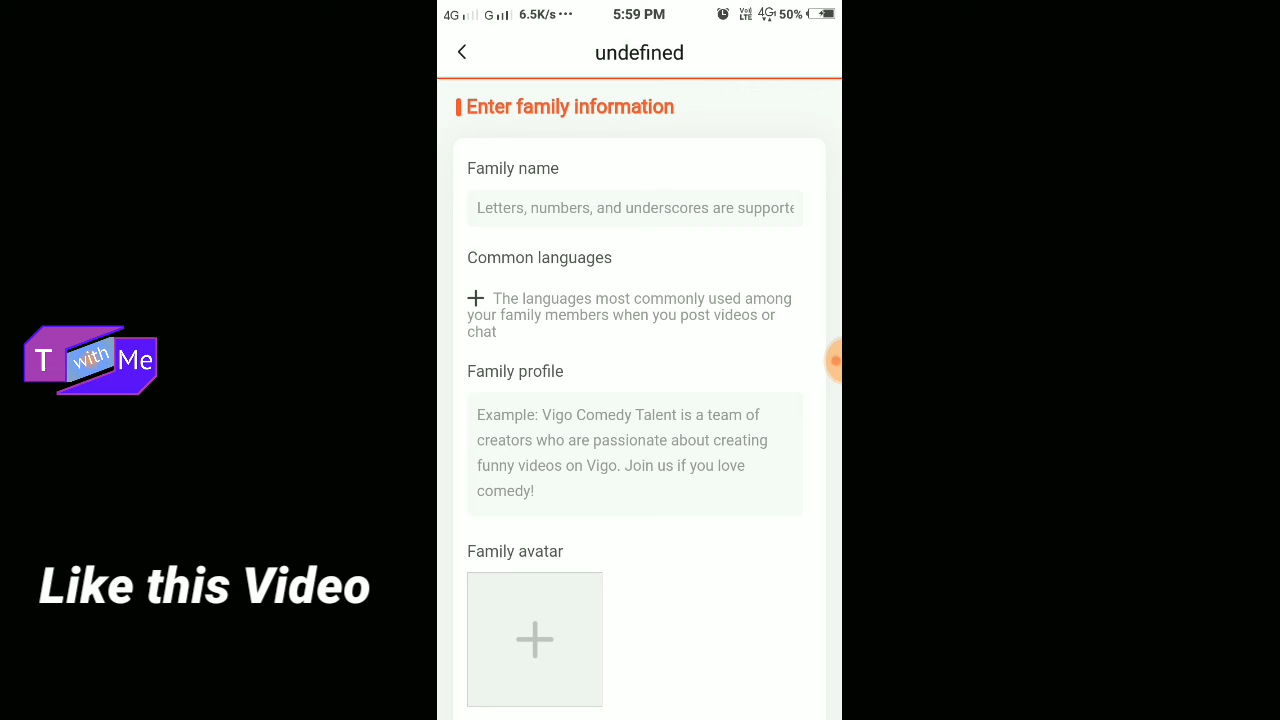 4G G 6.5K/s ··· 5:59 PM VoI LTE 4G 50%
undefined
Enter family information
Family name
Letters, numbers, and underscores are supporte
Common languages
+ The languages most commonly used among
your family members when you post videos or
chat
Family profile
Example: Vigo Comedy Talent is a team of
creators who are passionate about creating
funny videos on Vigo. Join us if you love
comedy!
Family avatar
T with Me
Like this Video